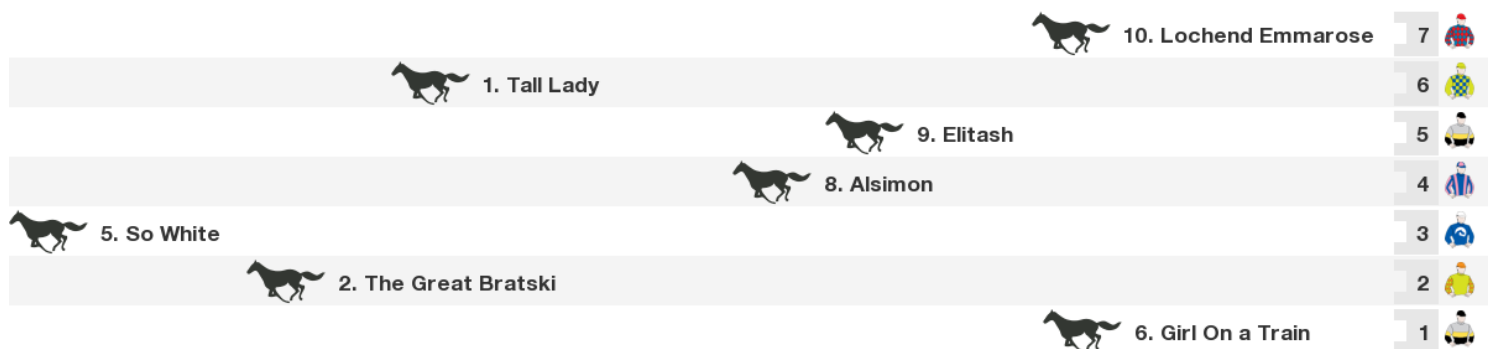 10. Lochend Emmarose 7
1. Tall Lady 6
9. Elitash 5
8. Alsimon 4
5. So White 3
2. The Great Bratski 2
6. Girl On a Train 1